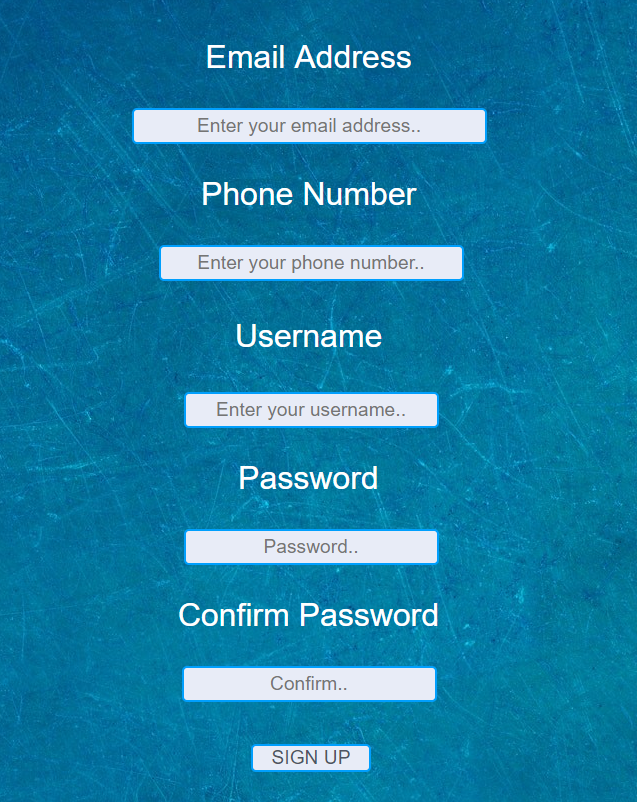 Email Address
Enter your email address..
Phone Number
Enter your phone number..
Username
Enter your username..
Password
Password..
Confirm Password
Confirm..
SIGN UP